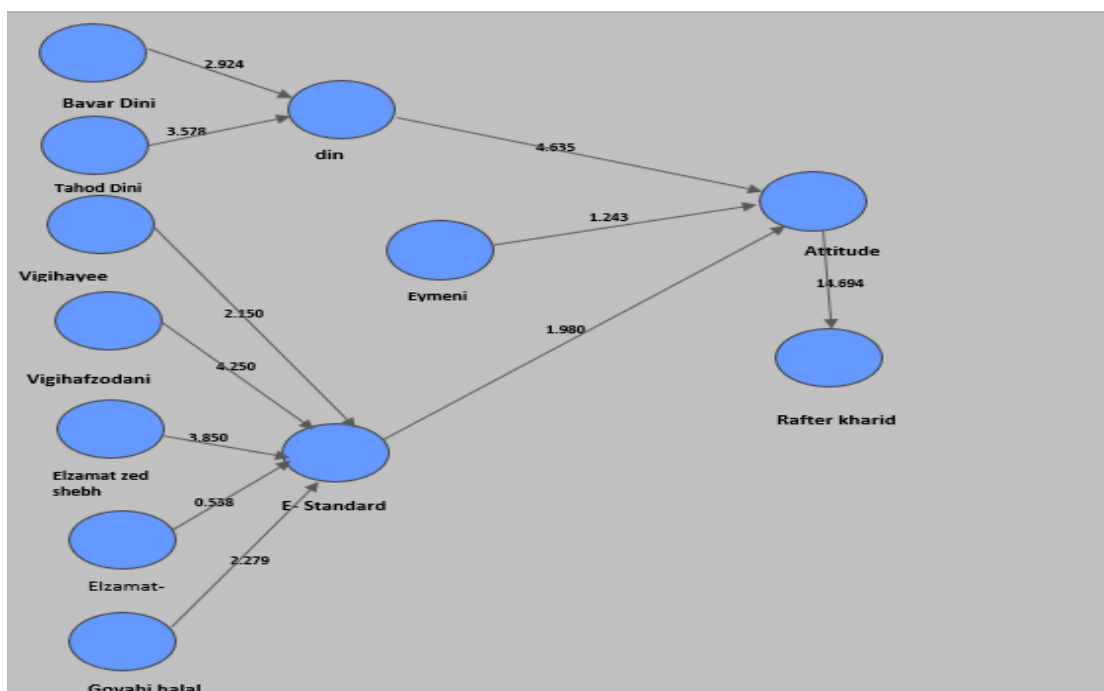 2.924
Bavar Dini
3.578
din
4.635
Tahod Dini
1.243
Attitude
Vigihayee
Eymeni
14.694
2.150
1.980
4.250
Vigihafzodani
Rafter kharid
3.850
Elzamat zed
shebh
0.538
E- Standard
2.279
Elzamat-
Govahi halal